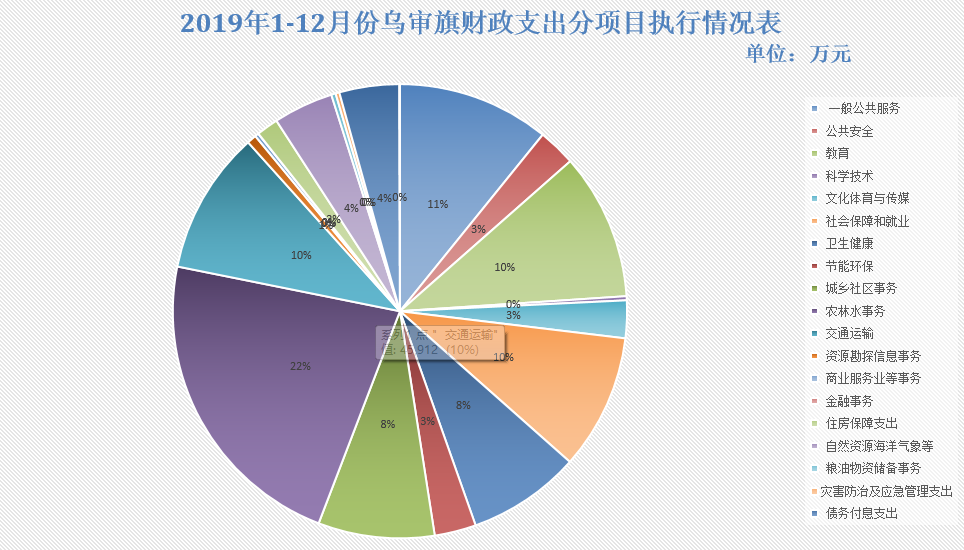 2019年1-12月份乌审旗财政支出分项目执行情况表
单位：万元
11%
3%
10%
0%
3%
10%
8%
3%
8%
22%
10%
4%
4%
0%
一般公共服务
公共安全
教育
科学技术
文化体育与传媒
社会保障和就业
卫生健康
节能环保
城乡社区事务
农林水事务
交通运输
资源勘探信息事务
商业服务业等事务
金融事务
住房保障支出
自然资源海洋气象等
粮油物资储备事务
灾害防治及应急管理支出
债务付息支出